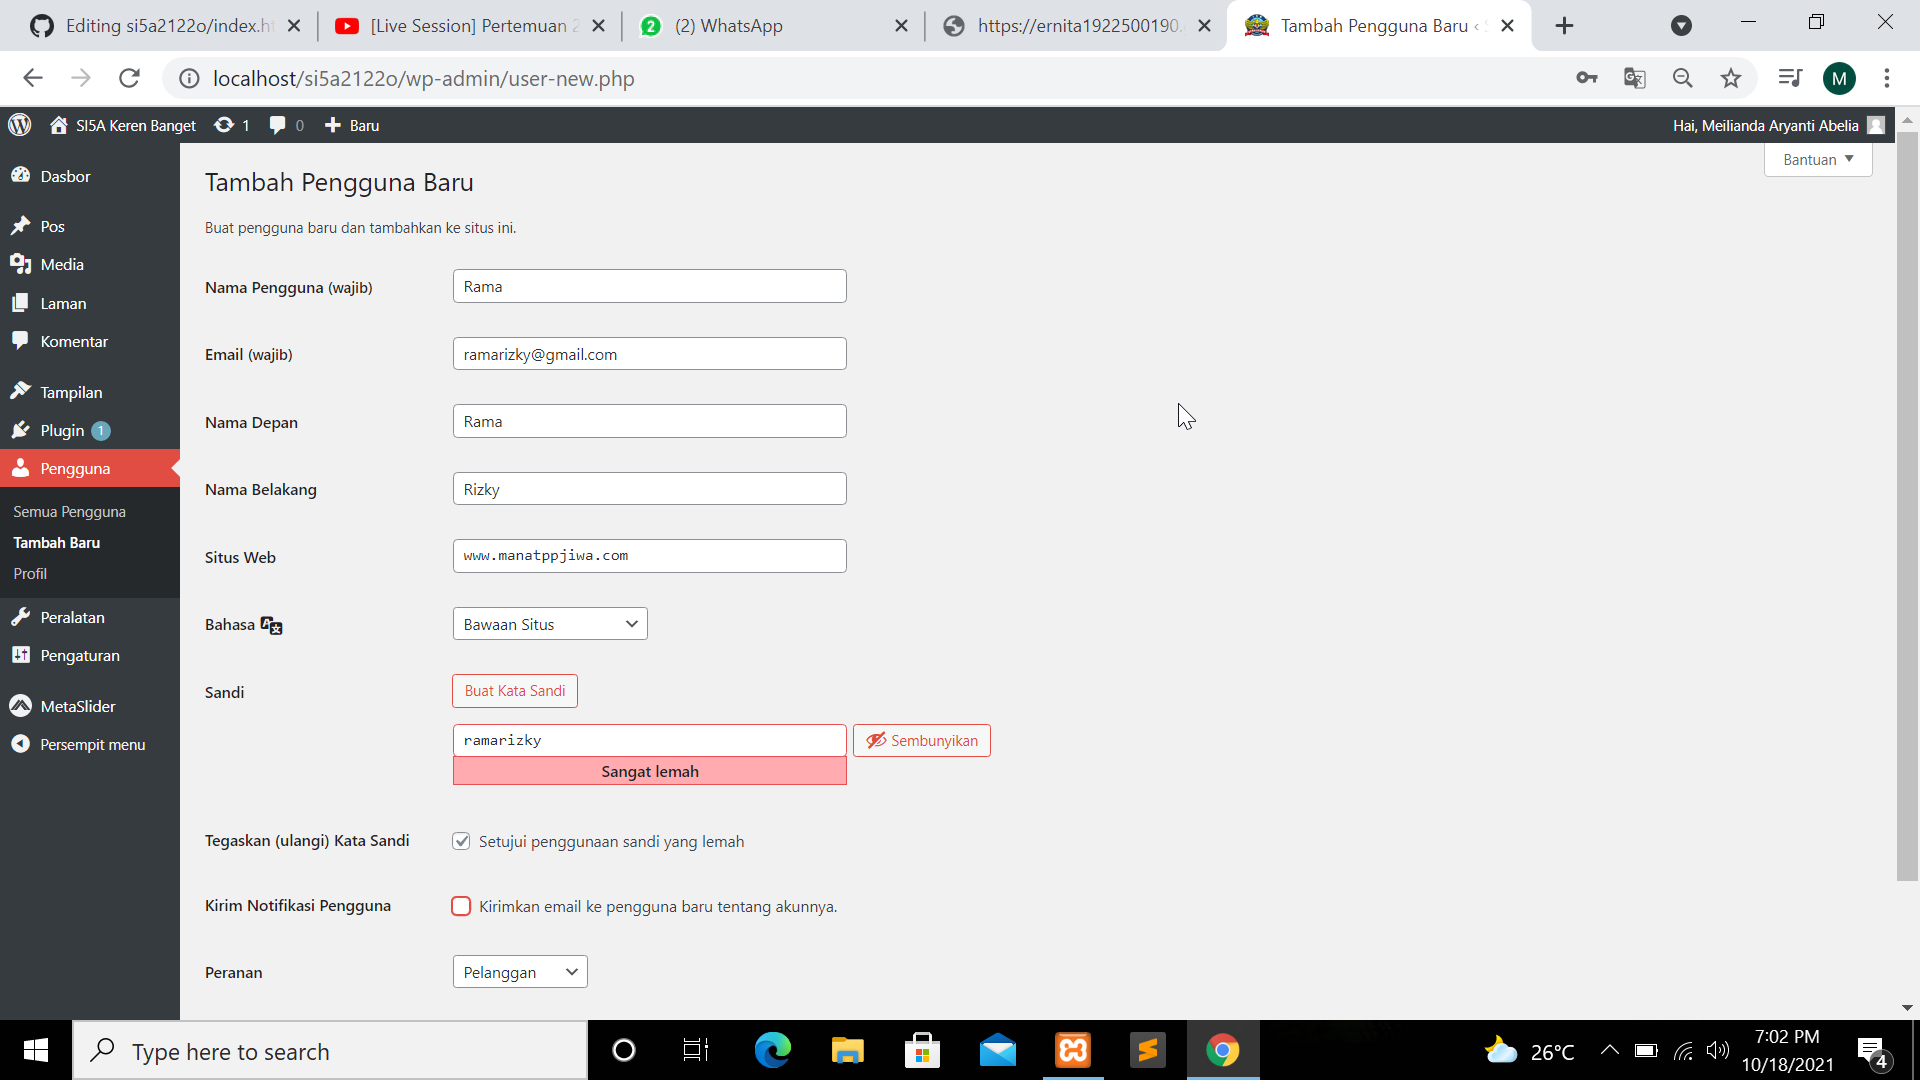 Editing si5a2122o/index.ht
[Live Session] Pertemuan 2
(2) WhatsApp
https://ernita1922500190.
Tambah Pengguna Baru ‹ S
localhost/si5a2122o/wp-admin/user-new.php
M
SI5A Keren Banget
1
0
Baru
Hai, Meilianda Aryanti Abelia
Bantuan
Dasbor
Pos
Media
Laman
Komentar
Tampilan
Plugin 1
Pengguna
Semua Pengguna
Tambah Baru
Profil
Peralatan
Pengaturan
MetaSlider
Persempit menu
Tambah Pengguna Baru
Buat pengguna baru dan tambahkan ke situs ini.
Nama Pengguna (wajib)
Rama
Email (wajib)
ramarizky@gmail.com
Nama Depan
Rama
Nama Belakang
Rizky
Situs Web
www.manatppjiwa.com
Bahasa
Bawaan Situs
Sandi
Buat Kata Sandi
ramarizky
Sembunyikan
Sangat lemah
Tegaskan (ulangi) Kata Sandi
Setujui penggunaan sandi yang lemah
Kirim Notifikasi Pengguna
Kirimkan email ke pengguna baru tentang akunnya.
Peranan
Pelanggan
Type here to search
26°C
7:02 PM
10/18/2021
4